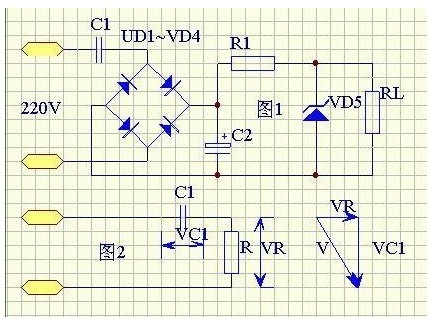 C1
UD1~VD4
R1
220V
图1
VD5
RL
+
C2
C1
VC1
图2
R
VR
VR
V
VC1